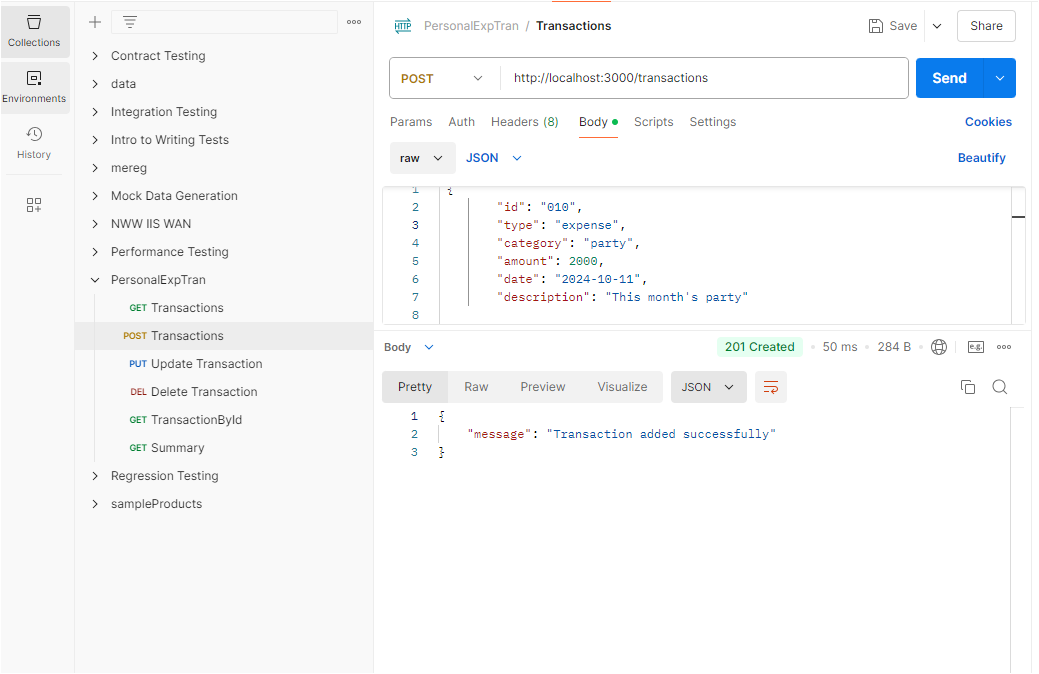 Collections
Environments
History
Contract Testing
data
Integration Testing
Intro to Writing Tests
mereg
Mock Data Generation
NWW IIS WAN
Performance Testing
PersonalExpTran
GET Transactions
POST Transactions
PUT Update Transaction
DEL Delete Transaction
GET TransactionById
GET Summary
Regression Testing
sampleProducts
HTTP PersonalExpTran / Transactions
Save
Share
POST http://localhost:3000/transactions
Send
Params Auth Headers (8) Body Scripts Settings Cookies
raw JSON Beautify
1 {
2 "id": "010",
3 "type": "expense",
4 "category": "party",
5 "amount": 2000,
6 "date": "2024-10-11",
7 "description": "This month's party"
8
Body 201 Created 50 ms 284 B e.g.
Pretty Raw Preview Visualize JSON
1 {
2 "message": "Transaction added successfully"
3 }